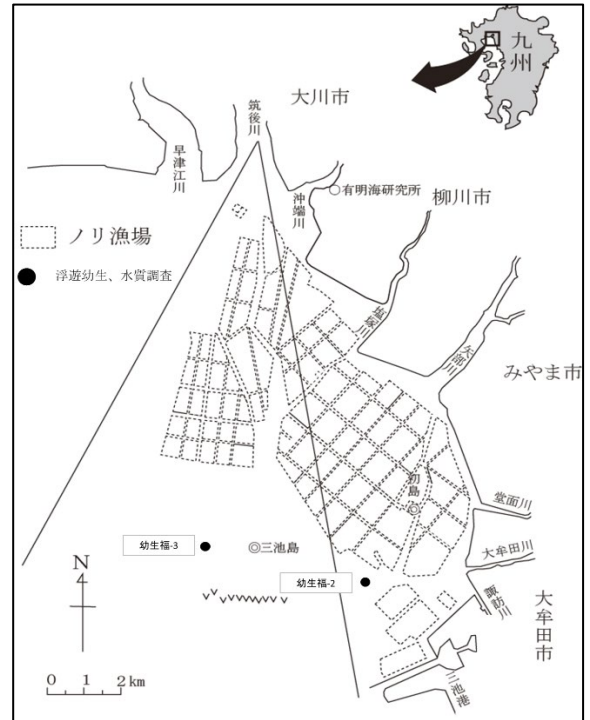 九州
大川市
筑後川
早津江川
沖端川
有明海研究所
柳川市
ノリ漁場
浮遊幼生、水質調査
塩塚川
矢部川
みやま市
初島
堂面川
幼生福-3
三池島
大牟田川
幼生福-2
諏訪川
大牟田市
N
0 1 2km
三池港